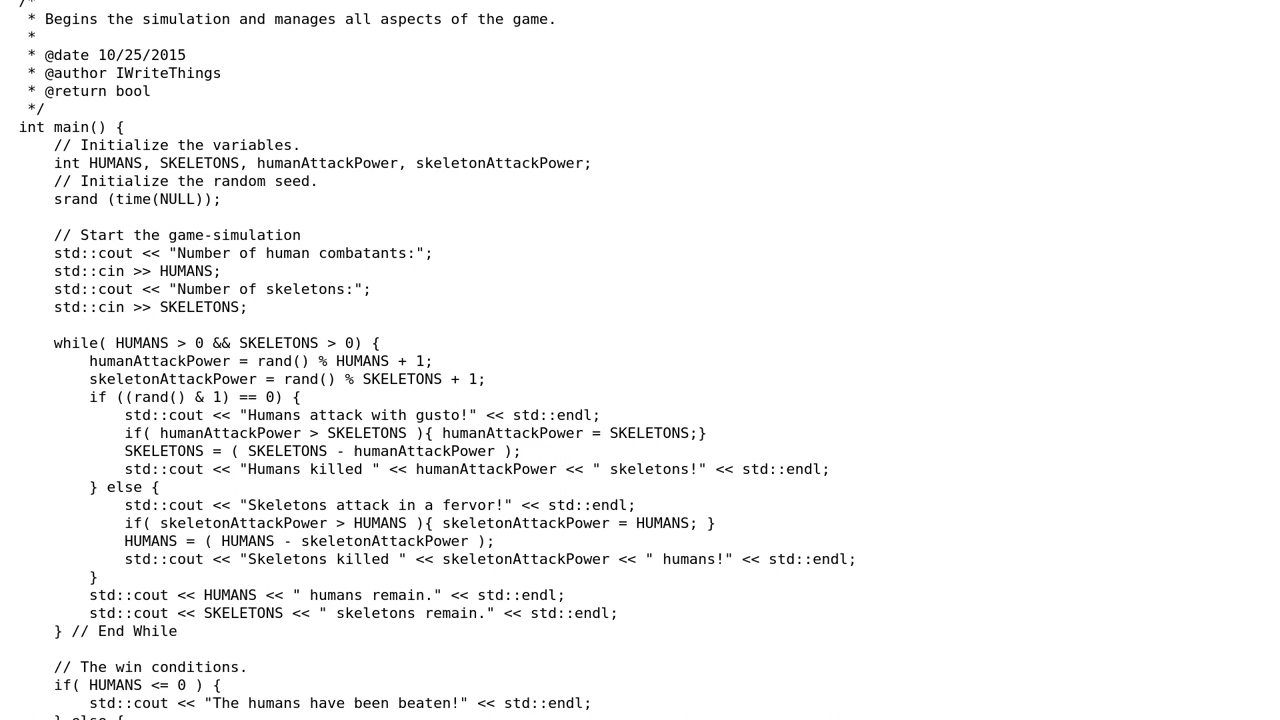 /*
 * Begins the simulation and manages all aspects of the game.
 *
 * @date 10/25/2015
 * @author IWriteThings
 * @return bool
 */
int main() {
    // Initialize the variables.
    int HUMANS, SKELETONS, humanAttackPower, skeletonAttackPower;
    // Initialize the random seed.
    srand (time(NULL));

    // Start the game-simulation
    std::cout << "Number of human combatants:";
    std::cin >> HUMANS;
    std::cout << "Number of skeletons:";
    std::cin >> SKELETONS;

    while( HUMANS > 0 && SKELETONS > 0) {
        humanAttackPower = rand() % HUMANS + 1;
        skeletonAttackPower = rand() % SKELETONS + 1;
        if ((rand() & 1) == 0) {
            std::cout << "Humans attack with gusto!" << std::endl;
            if( humanAttackPower > SKELETONS ){ humanAttackPower = SKELETONS;}
            SKELETONS = ( SKELETONS - humanAttackPower );
            std::cout << "Humans killed " << humanAttackPower << " skeletons!" << std::endl;
        } else {
            std::cout << "Skeletons attack in a fervor!" << std::endl;
            if( skeletonAttackPower > HUMANS ){ skeletonAttackPower = HUMANS; }
            HUMANS = ( HUMANS - skeletonAttackPower );
            std::cout << "Skeletons killed " << skeletonAttackPower << " humans!" << std::endl;
        }
        std::cout << HUMANS << " humans remain." << std::endl;
        std::cout << SKELETONS << " skeletons remain." << std::endl;
    } // End While

    // The win conditions.
    if( HUMANS <= 0 ) {
        std::cout << "The humans have been beaten!" << std::endl;
    } else {